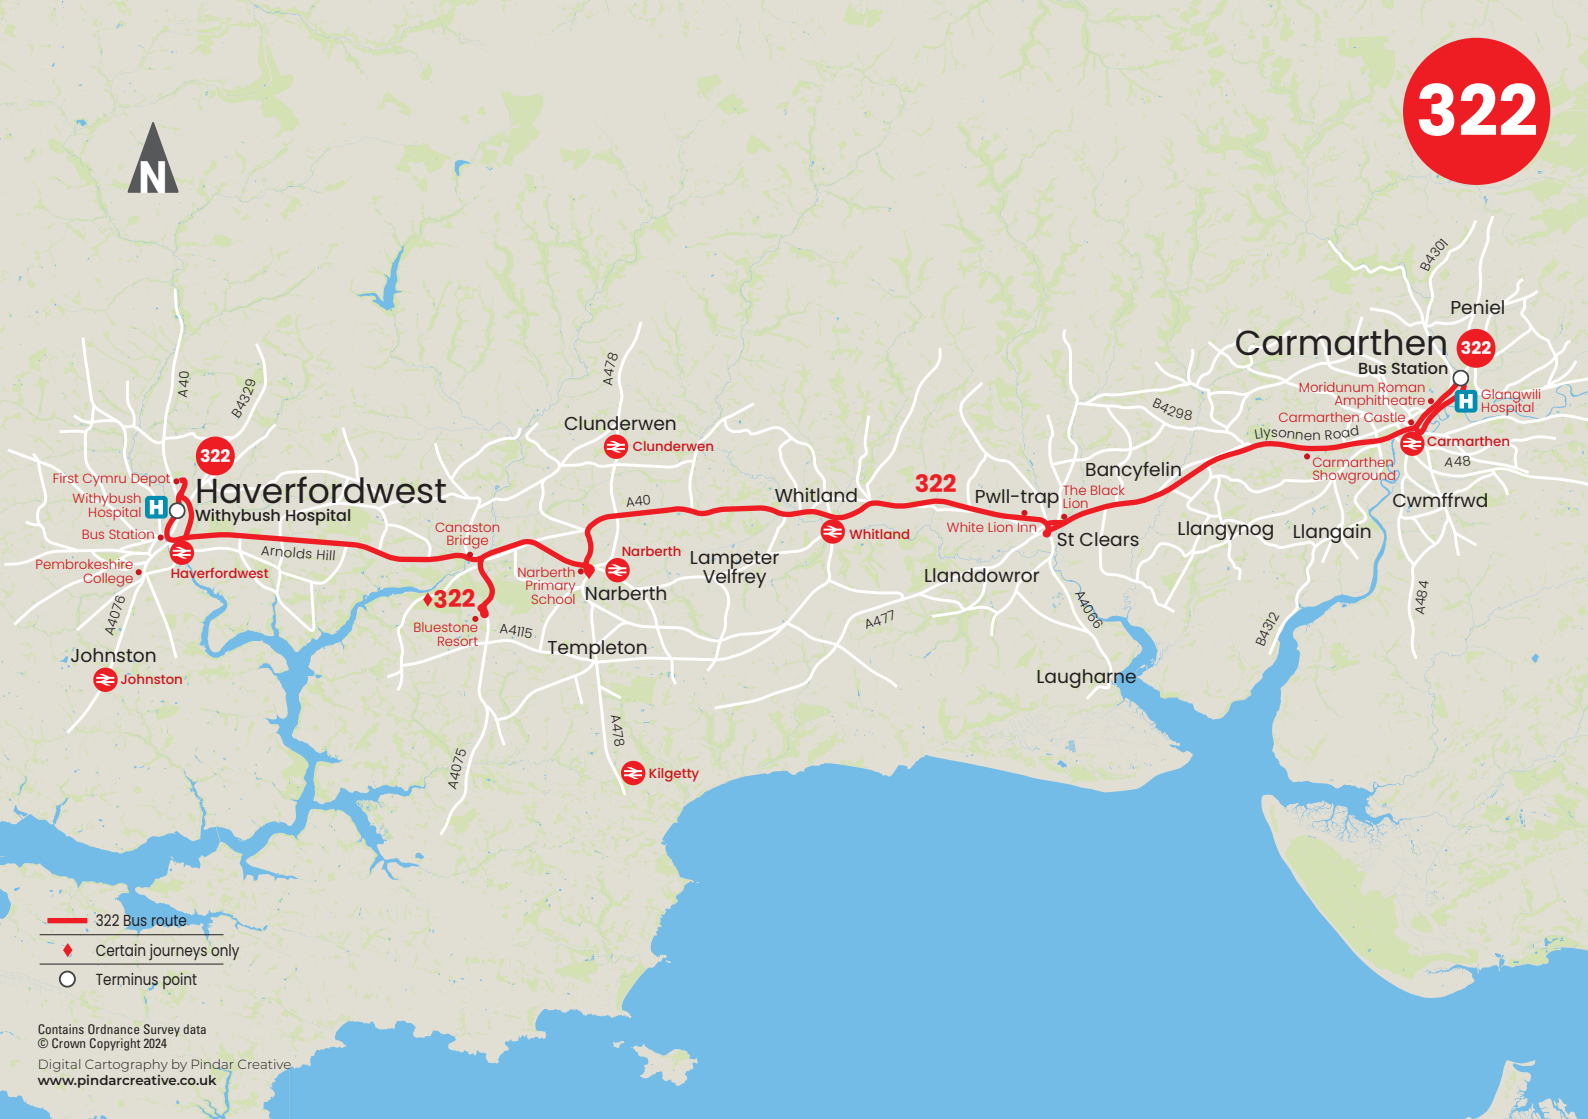 322
N
B4301
Peniel
Carmarthen
322
Bus Station
Moridunum Roman
Amphitheatre
H
Glangwili
Hospital
Carmarthen Castle
Llysonnen Road
Carmarthen
Carmarthen
Showground
A48
B4298
Cwmffrwd
A40
B4329
A478
Clunderwen
Clunderwen
322
First Cymru Depot
Haverfordwest
Withybush
Hospital
H
Withybush Hospital
Bus Station
Arnolds Hill
Haverfordwest
Pembrokeshire
College
A4076
Johnston
Johnston
Canaston
Bridge
322
Bluestone
Resort
A4115
A40
Narberth
Narberth
Primary
School
Narberth
Lampeter
Velfrey
Templeton
Whitland
Whitland
322
Pwll-trap
The Black
Lion
White Lion Inn
St Clears
Bancyfelin
Llangynog
Llangain
Llanddowror
A477
A4066
Laugharne
B4312
A484
A4075
A478
Kilgetty
322 Bus route
Certain journeys only
Terminus point
Contains Ordnance Survey data
© Crown Copyright 2024
Digital Cartography by Pindar Creative
www.pindarcreative.co.uk